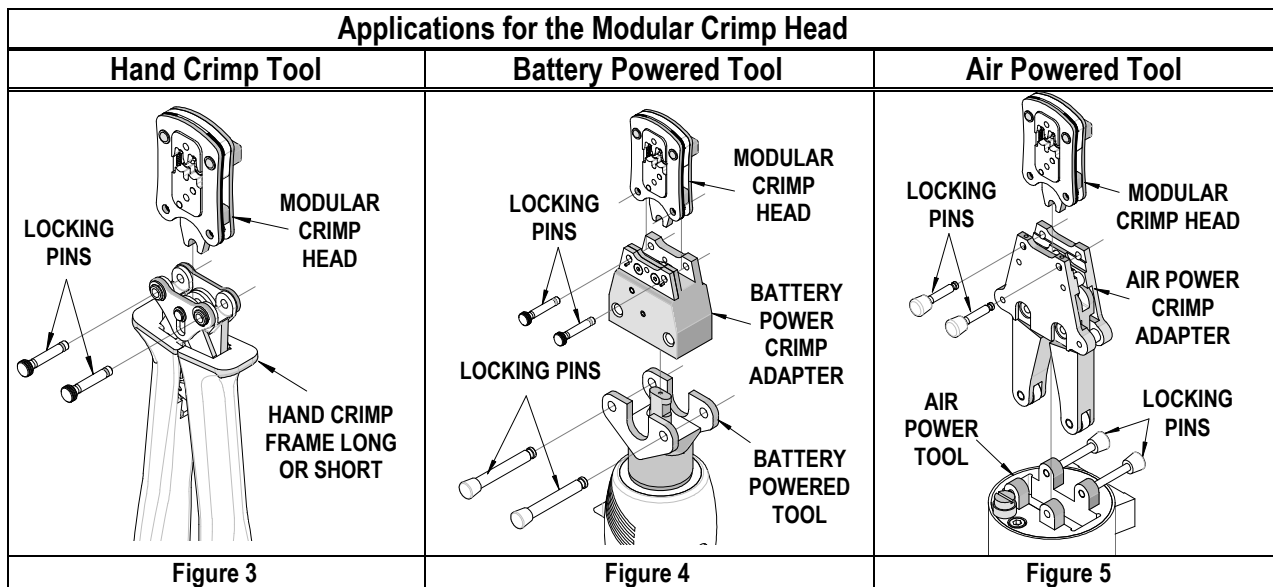 Applications for the Modular Crimp Head
Hand Crimp Tool
Battery Powered Tool
Air Powered Tool
MODULAR
CRIMP
HEAD
LOCKING
PINS
HAND CRIMP
FRAME LONG
OR SHORT
MODULAR
CRIMP
HEAD
LOCKING
PINS
BATTERY
POWER
CRIMP
ADAPTER
LOCKING PINS
BATTERY
POWERED
TOOL
LOCKING
PINS
MODULAR
CRIMP HEAD
AIR POWER
CRIMP
ADAPTER
AIR
POWER
TOOL
LOCKING
PINS
Figure 3
Figure 4
Figure 5